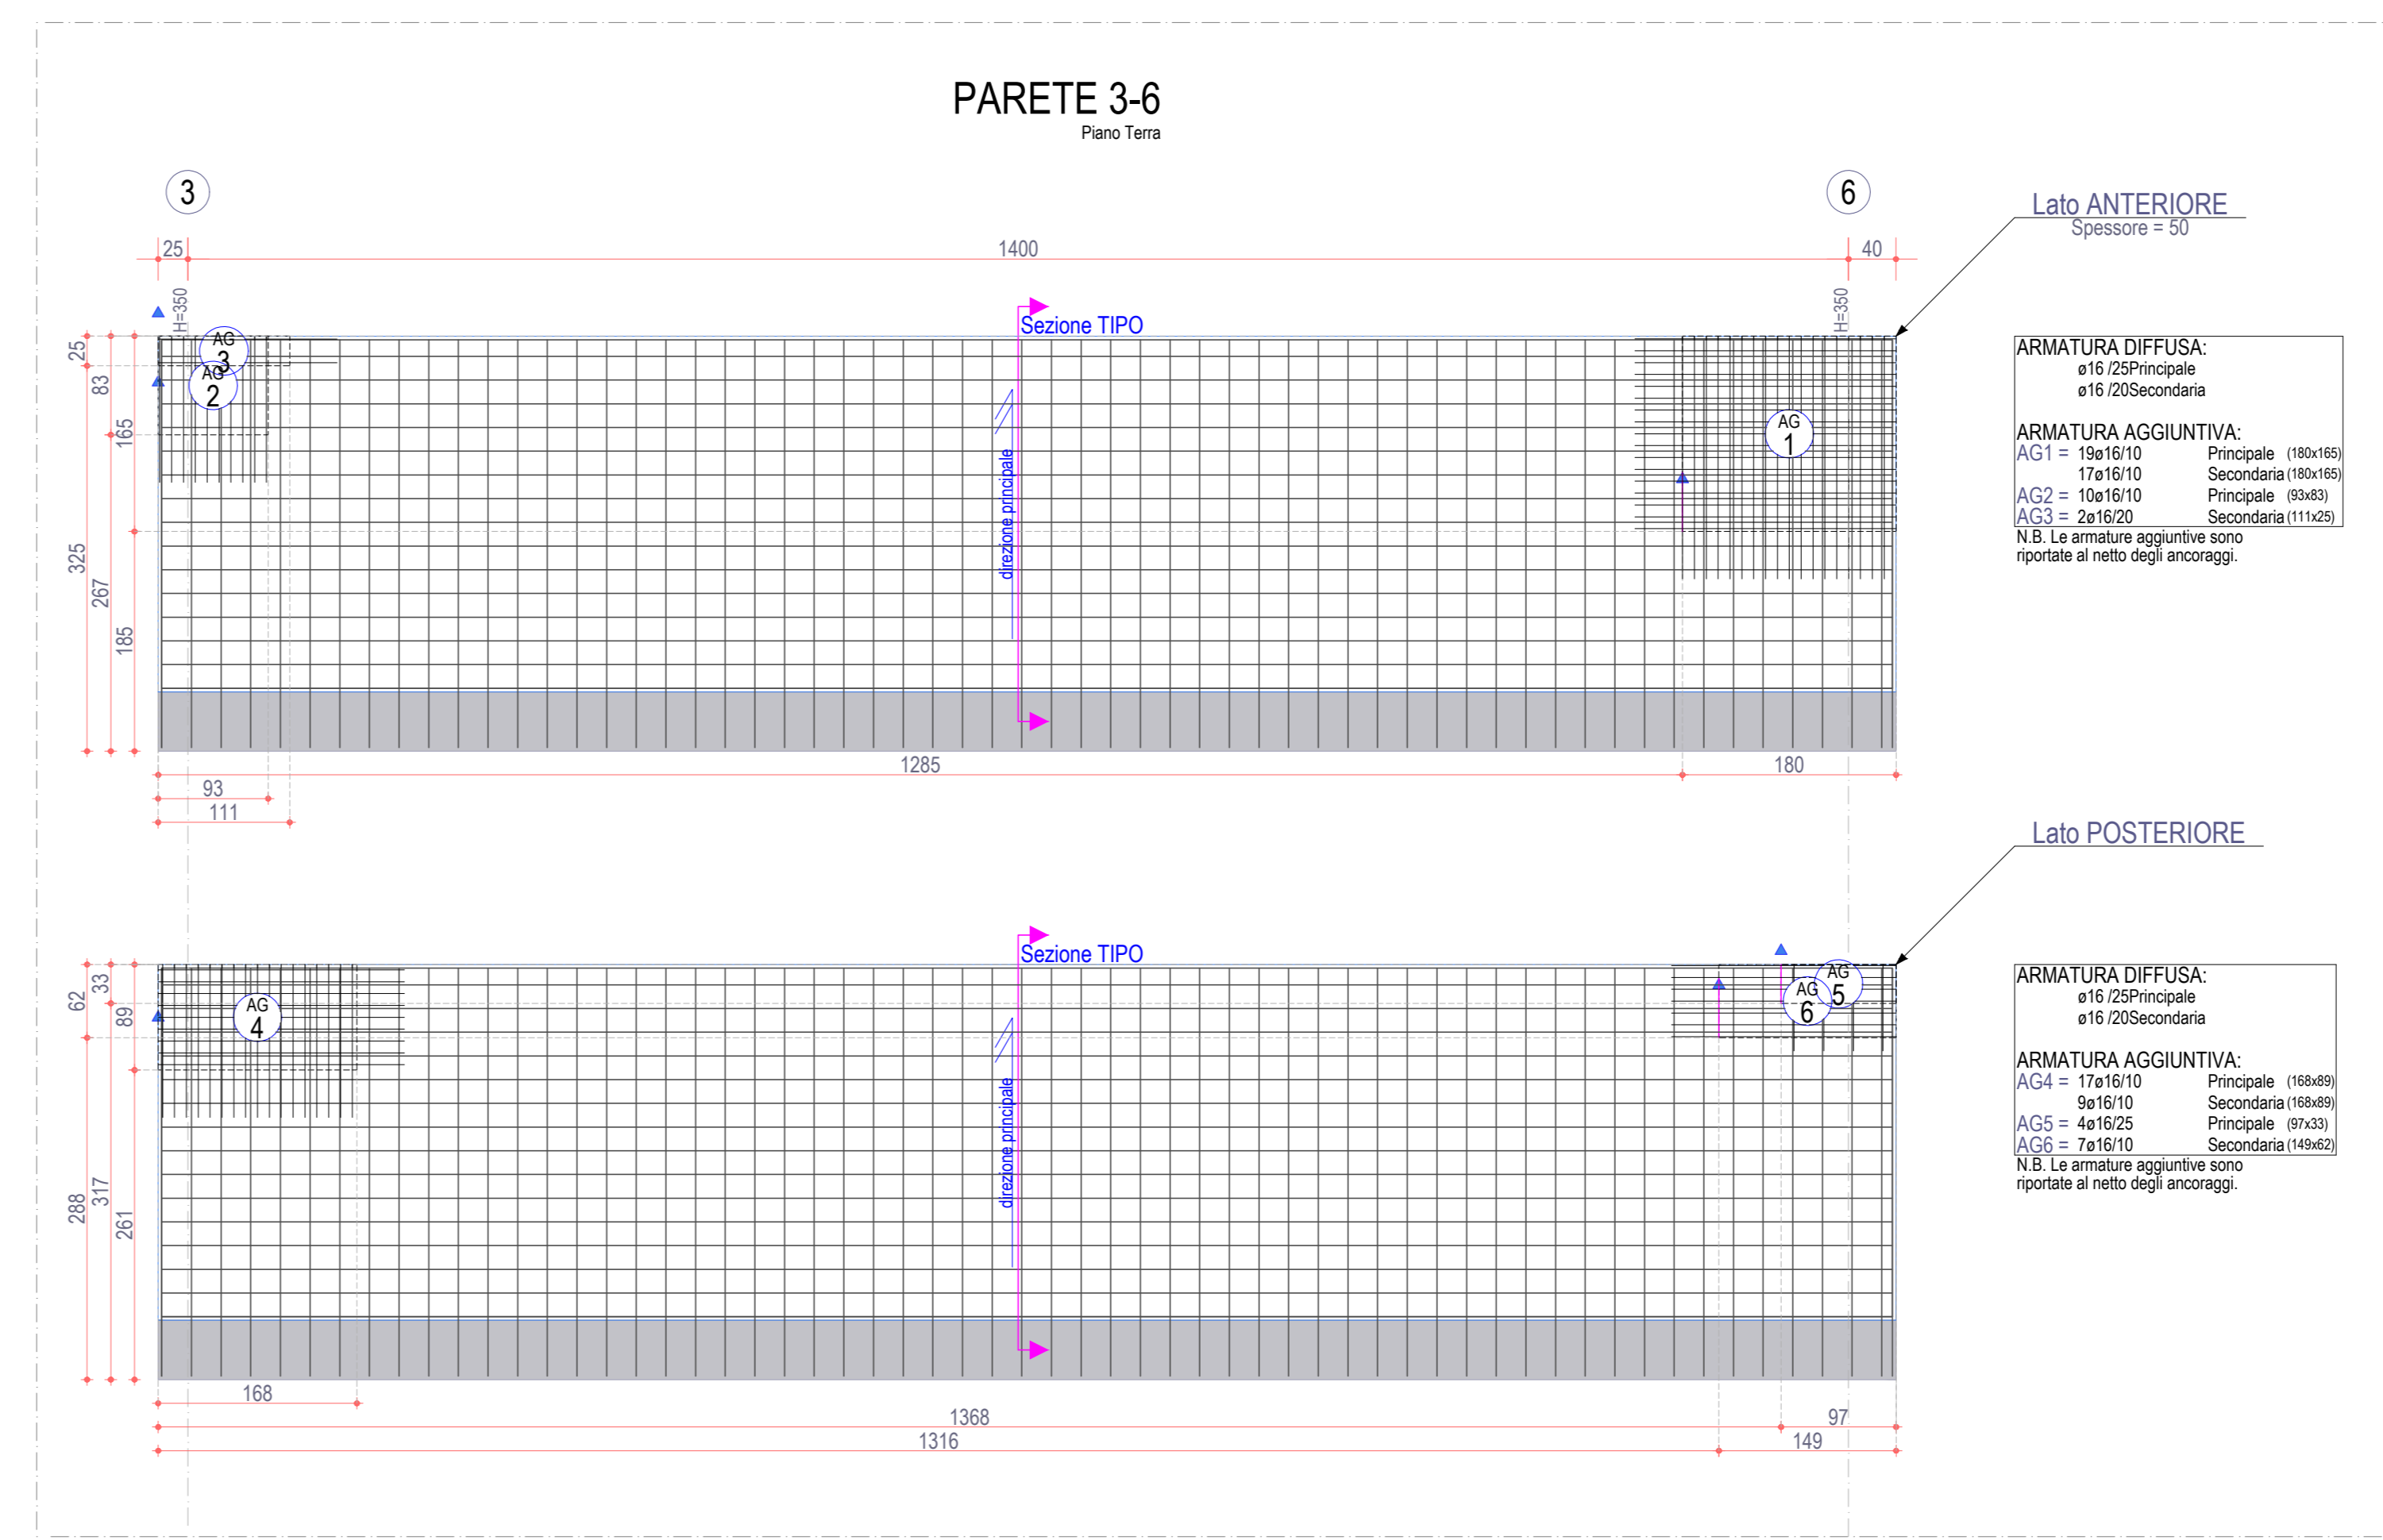 PARETE 3-6
Piano Terra
3
6
25
1400
40
Lato ANTERIORE
Spessore = 50
H=350
H=350
Sezione TIPO
AG
3
AG
2
AG
1
25
83
165
325
267
185
direzione principale
ARMATURA DIFFUSA:
ø16 /25Principale
ø16 /20Secondaria
ARMATURA AGGIUNTIVA:
AG1 = 19ø16/10 Principale (180x165)
17ø16/10 Secondaria (180x165)
AG2 = 10ø16/10 Principale (93x83)
AG3 = 2ø16/20 Secondaria (111x25)
N.B. Le armature aggiuntive sono
riportate al netto degli ancoraggi.
1285
180
93
111
Lato POSTERIORE
Sezione TIPO
AG
4
AG
5
AG
6
62
33
89
288
317
261
direzione principale
ARMATURA DIFFUSA:
ø16 /25Principale
ø16 /20Secondaria
ARMATURA AGGIUNTIVA:
AG4 = 17ø16/10 Principale (168x89)
9ø16/10 Secondaria (168x89)
AG5 = 4ø16/25 Principale (97x33)
AG6 = 7ø16/10 Secondaria (149x62)
N.B. Le armature aggiuntive sono
riportate al netto degli ancoraggi.
168
1368
97
1316
149